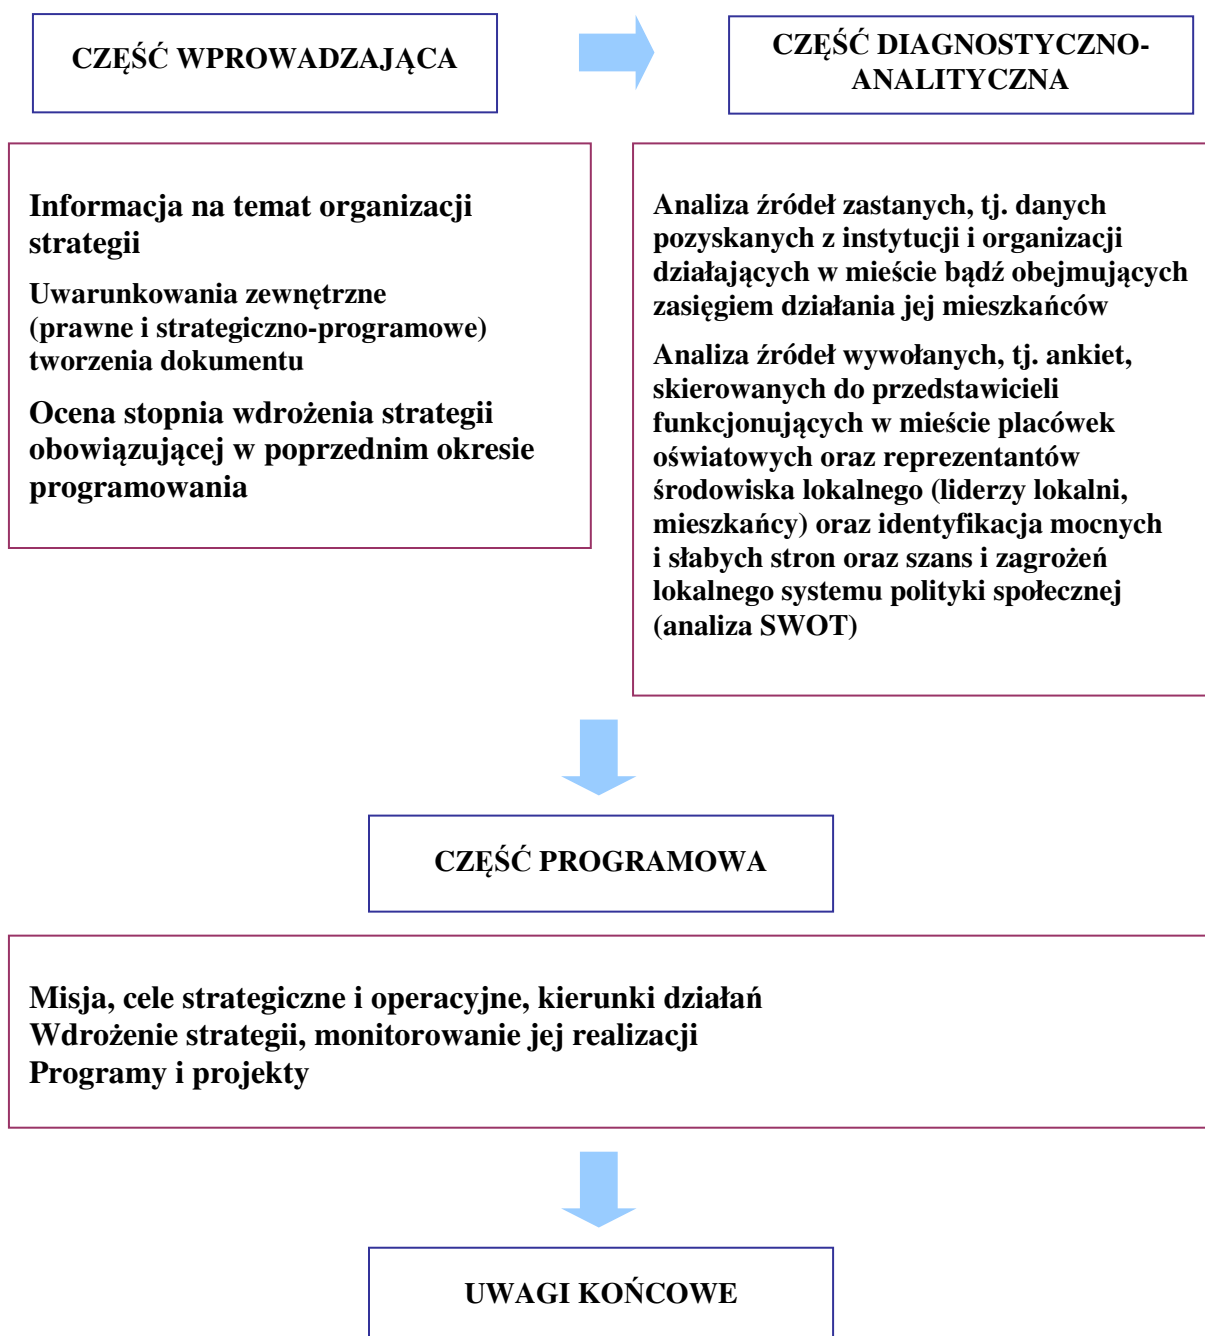 CZĘŚĆ WPROWADZAJĄCA
CZĘŚĆ DIAGNOSTYCZNO-
ANALITYCZNA
Informacja na temat organizacji
strategii
Uwarunkowania zewnętrzne
(prawne i strategiczno-programowe)
tworzenia dokumentu
Ocena stopnia wdrożenia strategii
obowiązującej w poprzednim okresie
programowania
Analiza źródeł zastanych, tj. danych
pozyskanych z instytucji i organizacji
działających w mieście bądź obejmujących
zasięgiem działania jej mieszkańców
Analiza źródeł wywołanych, tj. ankiet,
skierowanych do przedstawicieli
funkcjonujących w mieście placówek
oświatowych oraz reprezentantów
środowiska lokalnego (liderzy lokalni,
mieszkańcy) oraz identyfikacja mocnych
i słabych stron oraz szans i zagrożeń
lokalnego systemu polityki społecznej
(analiza SWOT)
CZĘŚĆ PROGRAMOWA
Misja, cele strategiczne i operacyjne, kierunki działań
Wdrożenie strategii, monitorowanie jej realizacji
Programy i projekty
UWAGI KOŃCOWE